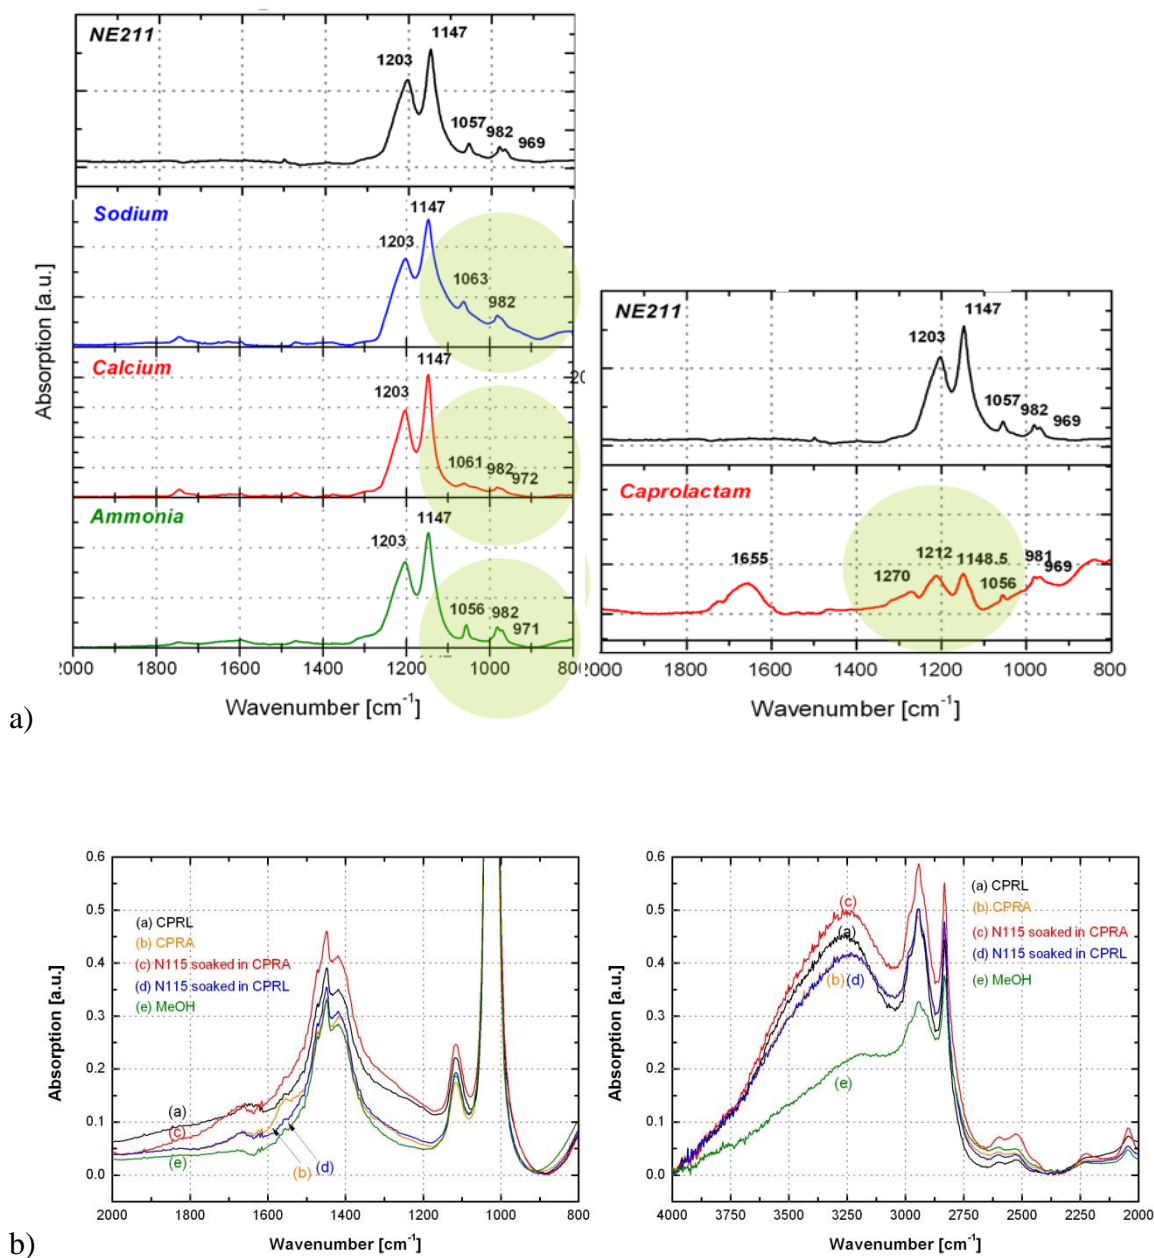 NE211
1147
1203
1057
982
969
Sodium
1147
1203
1063
982
Calcium
1147
20
1203
1061
982
972
Ammonia
1147
1203
1056
982
971
Absorption [a.u.]
:000 1800 1600 1400 1200 1000 800
Wavenumber [cm-1]
NE211
1147
1203
1057
982
969
Caprolactam
1655
1270
1212
1148.5
1056
981
969
2000 1800 1600 1400 1200 1000 800
Wavenumber [cm-1]
a)
0.6
0.5
0.4
0.3
0.2
0.1
0.0
Absorption [a.u.]
(a) CPRL
(b) CPRA
(c) N115 soaked in CPRA
(d) N115 soaked in CPRL
(e) MeOH
(a)
(c)
(e)
(b)
(d)
2000 1800 1600 1400 1200 1000 800
Wavenumber [cm-1]
0.6
0.5
0.4
0.3
0.2
0.1
0.0
Absorption [a.u.]
(a) CPRL
(b) CPRA
(c) N115 soaked in CPRA
(d) N115 soaked in CPRL
(e) MeOH
(c)
(a)
(b) (d)
(e)
4000 3750 3500 3250 3000 2750 2500 2250 2000
Wavenumber [cm-1]
b)